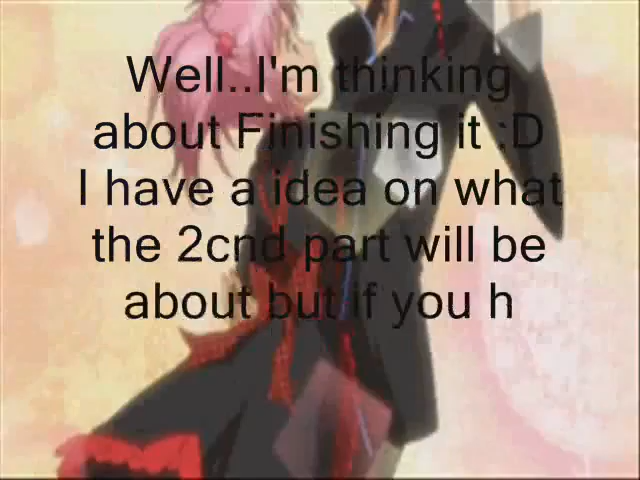 Well..I'm thinking
about Finishing it :D
I have a idea on what
the 2cnd part will be
about but if you h